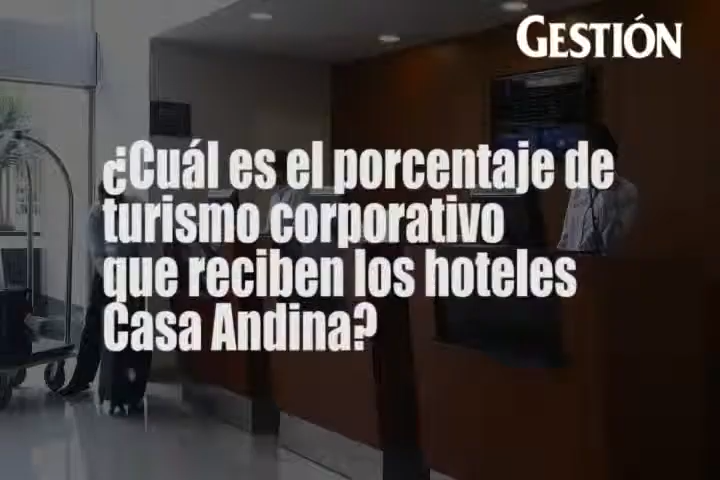 GESTIÓN
¿Cuál es el porcentaje de
turismo corporativo
que reciben los hoteles
Casa Andina?